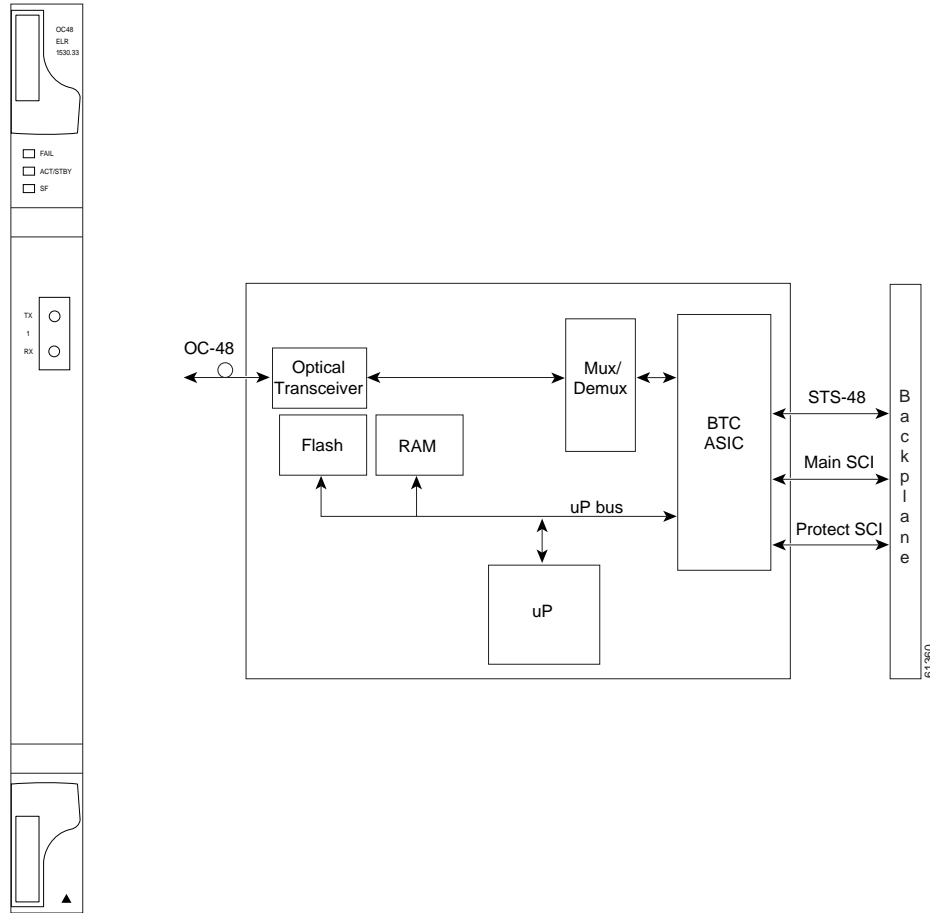 OC48
ELR
1530.33
FAIL
ACT/STBY
SF
TX
1
RX
OC-48
Optical
Transceiver
Mux/
Demux
BTC
ASIC
Flash
RAM
uP bus
uP
STS-48
Main SCI
Protect SCI
Backplane
61360